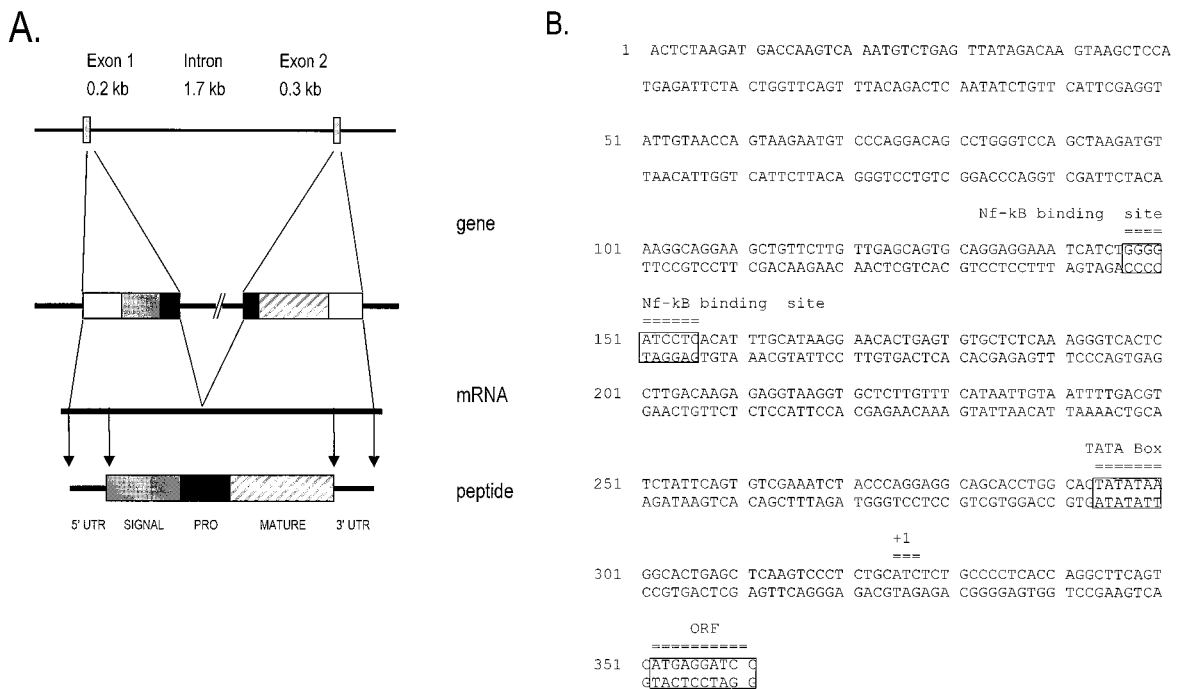 A.
Exon 1 Intron Exon 2
0.2 kb 1.7 kb 0.3 kb
gene
mRNA
peptide
5' UTR SIGNAL PRO MATURE 3' UTR
B.
1 ACTCTAAGAT GACCAAGTCA AATGTCTGAG TTATAGACAA GTAAGCTCCA
TGAGATTCTA CTGGTTCAGT TTACAGACTC AATATCTGTT CATTCGAGGT
51 ATTGTAACCA GTAAGAATGT CCCAGGACAG CCTGGGTCCA GCTAAGATGT
TAACATTGGT CATTCTTACA GGGTCCTGTC GGACCCAGGT CGATTCTACA
Nf-kB binding site
====
101 AAGGCAGGAA GCTGTTCTTG TTGAGCAGTG CAGGAGGAAA TCATCTGGGG
TTCCGTCCTT CGACAAGAAC AACTCGTCAC GTCCTCCTTT AGTAGACCCC
Nf-kB binding site
======
151 ATCCTCACAT TTGCATAAGG AACACTGAGT GTGCTCTCAA AGGGTCACTC
TAGGAGTGTA AACGTATTCC TTGTGACTCA CACGAGAGTT TCCCAGTGAG
201 CTTGACAAGA GAGGTAAGGT GCTCTTGTTT CATAATTGTA ATTTTGACGT
GAACTGTTCT CTCCATTCCA CGAGAACAAA GTATTAACAT TAAAACTGCA
TATA Box
=======
251 TCTATTCAGT GTCGAAATCT ACCCAGGAGG CAGCACCTGG CACTATATAA
AGATAAGTCA CAGCTTTAGA TGGGTCCTCC GTCGTGGACC GTGATATATT
+1
===
301 GGCACTGAGC TCAAGTCCCT CTGCATCTCT GCCCCTCACC AGGCTTCAGT
CCGTGACTCG AGTTCAGGGA GACGTAGAGA CGGGGAGTGG TCCGAAGTCA
ORF
==========
351 CATGAGGATC C
GTACTCCTAG G